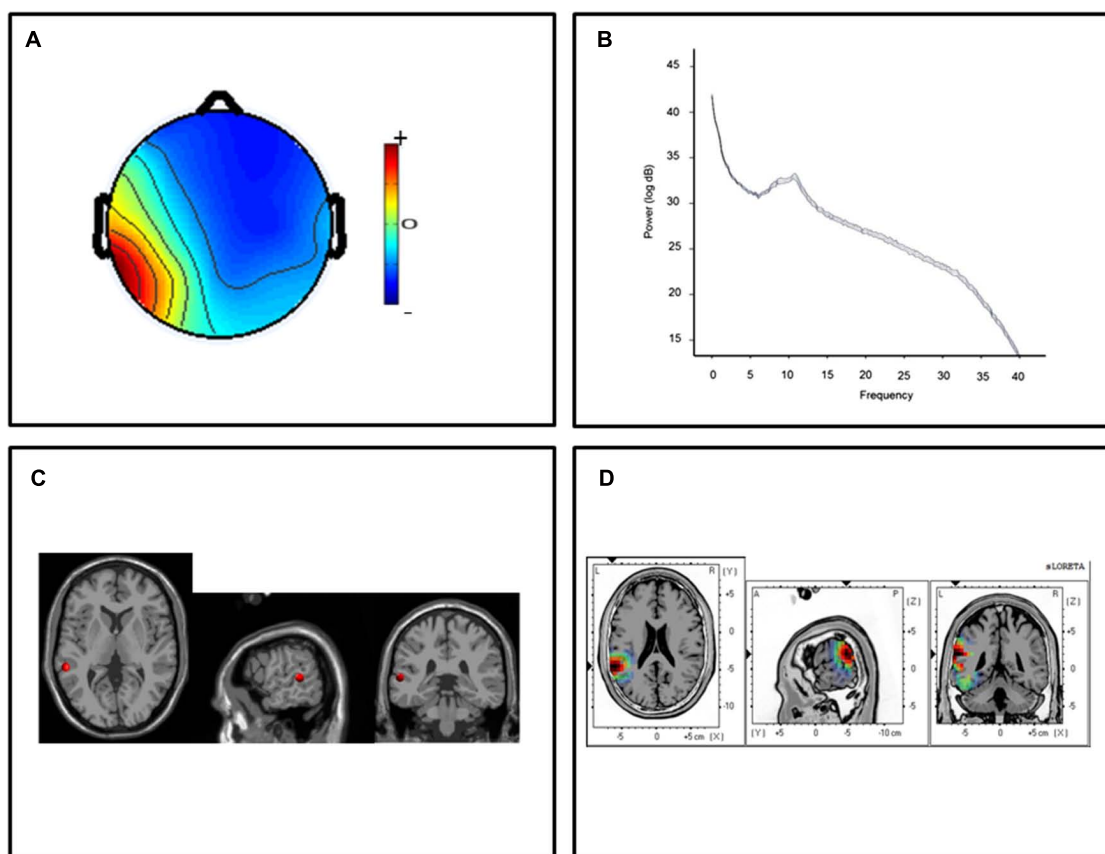 A
+
0
-
B
45
40
35
30
25
20
15
Power (log dB)
0 5 10 15 20 25 30 35 40
Frequency
C
D
sLORETA
L R (Y)
+5
0
-5
-10
-5 0 +5 cm (X)
A P (Z)
+5
0
-5
(Y) +5 0 -5 -10 cm
L R (Z)
+5
0
-5
-5 0 +5 cm (X)